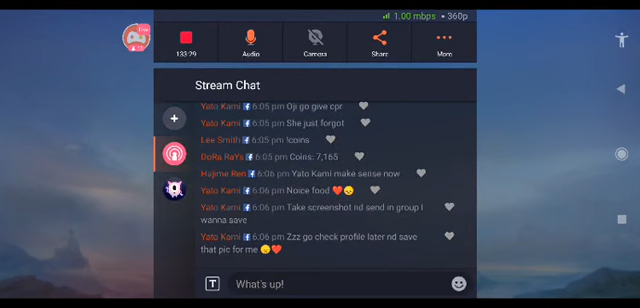 1.00 mbps • 360p
133:29
Audio
Camera
Share
More
Stream Chat
Yato Kami 6:05 pm Oji go give cpr
Yato Kami 6:05 pm She just forgot
Lee Smith 6:05 pm !coins
DoRa RaYs 6:05 pm Coins: 7,165
Hajime Ren 6:06 pm Yato Kami make sense now
Yato Kami 6:06 pm Noice food ❤️😞
Yato Kami 6:06 pm Take screenshot nd send in group I
wanna save
Yato Kami 6:06 pm Zzz go check profile later nd save
that pic for me 😗❤️
T
What's up!